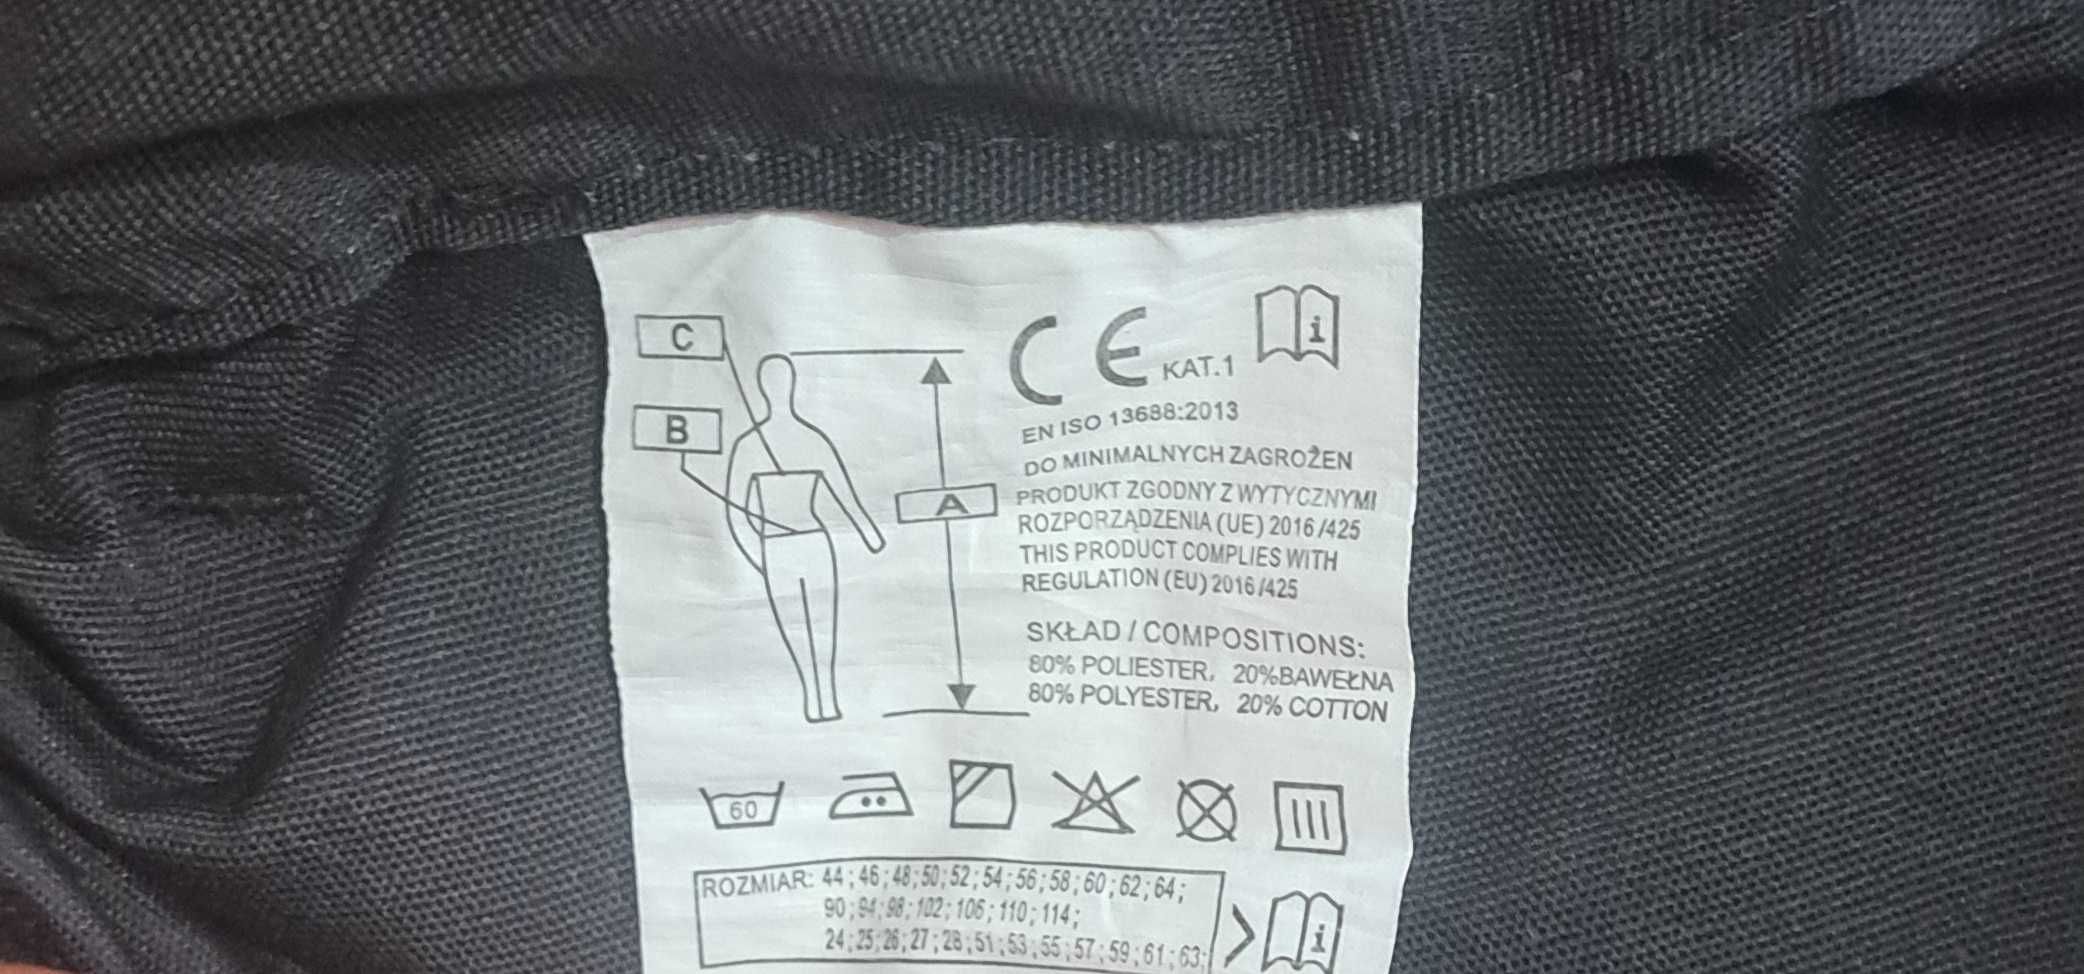 C
B
A
CE KAT.1
i
EN ISO 13688:2013
DO MINIMALNYCH ZAGROŻEN
PRODUKT ZGODNY Z WYTYCZNYMI
ROZPORZĄDZENIA (UE) 2016/425
THIS PRODUCT COMPLIES WITH
REGULATION (EU) 2016/425
SKŁAD / COMPOSITIONS:
80% POLIESTER, 20%BAWEŁNA
80% POLYESTER, 20% COTTON
60
ROZMIAR: 44;46;48;50;52;54;56;58;60;62;64;
90;94;98;102;106;110;114;
24;25;26;27;28;51;53;55;57;59;61;63;
i